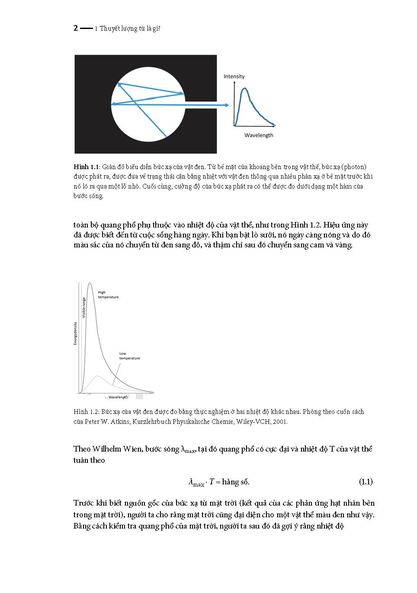 2 — 1 Thuyết lượng tử là gì?
Intensity
Wavelength
Hình 1.1: Giản đồ biểu diễn bức xạ của vật đen. Từ bề mặt của khoang bên trong vật thể, bức xạ (photon)
được phát ra, được đưa về trạng thái cân bằng nhiệt với vật đen thông qua nhiều phản xạ ở bề mặt trước khi
nó ló ra qua một lỗ nhỏ. Cuối cùng, cường độ của bức xạ phát ra có thể được đo dưới dạng một hàm của
bước sóng.
toàn bộ quang phổ phụ thuộc vào nhiệt độ của vật thể, như trong Hình 1.2. Hiệu ứng này
đã được biết đến từ cuộc sống hàng ngày. Khi bạn bật lò sưởi, nó ngày càng nóng và do đó
màu sắc của nó chuyển từ đen sang đỏ, và thậm chí sau đó chuyển sang cam và vàng.
Energy density
Visible range
High
temperature
Low
temperature
Wavelength
Hình 1.2: Bức xạ của vật đen được đo bằng thực nghiệm ở hai nhiệt độ khác nhau. Phỏng theo cuốn sách
của Peter W. Atkins, Kurzlehrbuch Physikalische Chemie, Wiley-VCH, 2001.
Theo Wilhelm Wien, bước sóng λmax, tại đó quang phổ có cực đại và nhiệt độ T của vật thể
tuân theo
λmax · T = hằng số. (1.1)
Trước khi biết nguồn gốc của bức xạ từ mặt trời (kết quả của các phản ứng hạt nhân bên
trong mặt trời), người ta cho rằng mặt trời cũng đại diện cho một vật thể màu đen như vậy.
Bằng cách kiểm tra quang phổ của mặt trời, người ta sau đó đã gợi ý rằng nhiệt độ